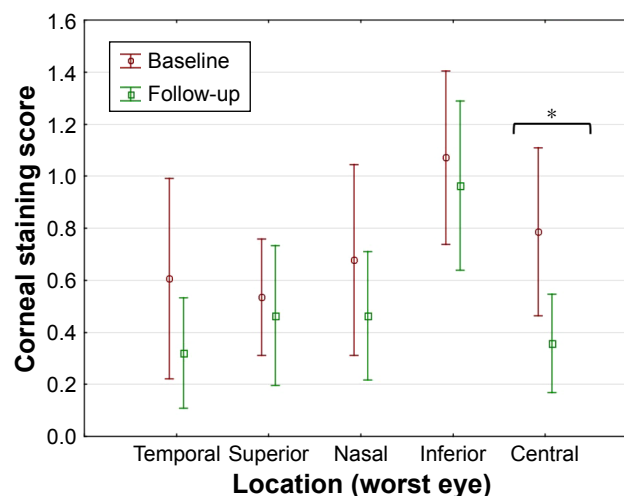 1.6
1.4
1.2
1.0
0.8
0.6
0.4
0.2
0.0
Corneal staining score
Baseline
Follow-up
*
Temporal Superior Nasal Inferior Central
Location (worst eye)